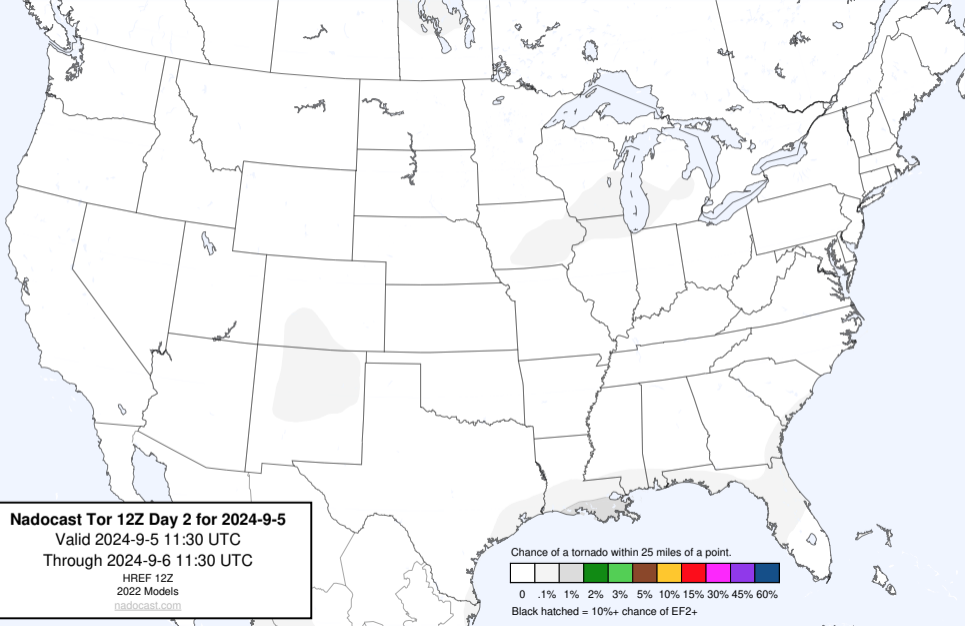 Nadocast Tor 12Z Day 2 for 2024-9-5
Valid 2024-9-5 11:30 UTC
Through 2024-9-6 11:30 UTC
HREF 12Z
2022 Models
nadocast.com
Chance of a tornado within 25 miles of a point.
0 .1% 1% 2% 3% 5% 10% 15% 30% 45% 60%
Black hatched = 10%+ chance of EF2+